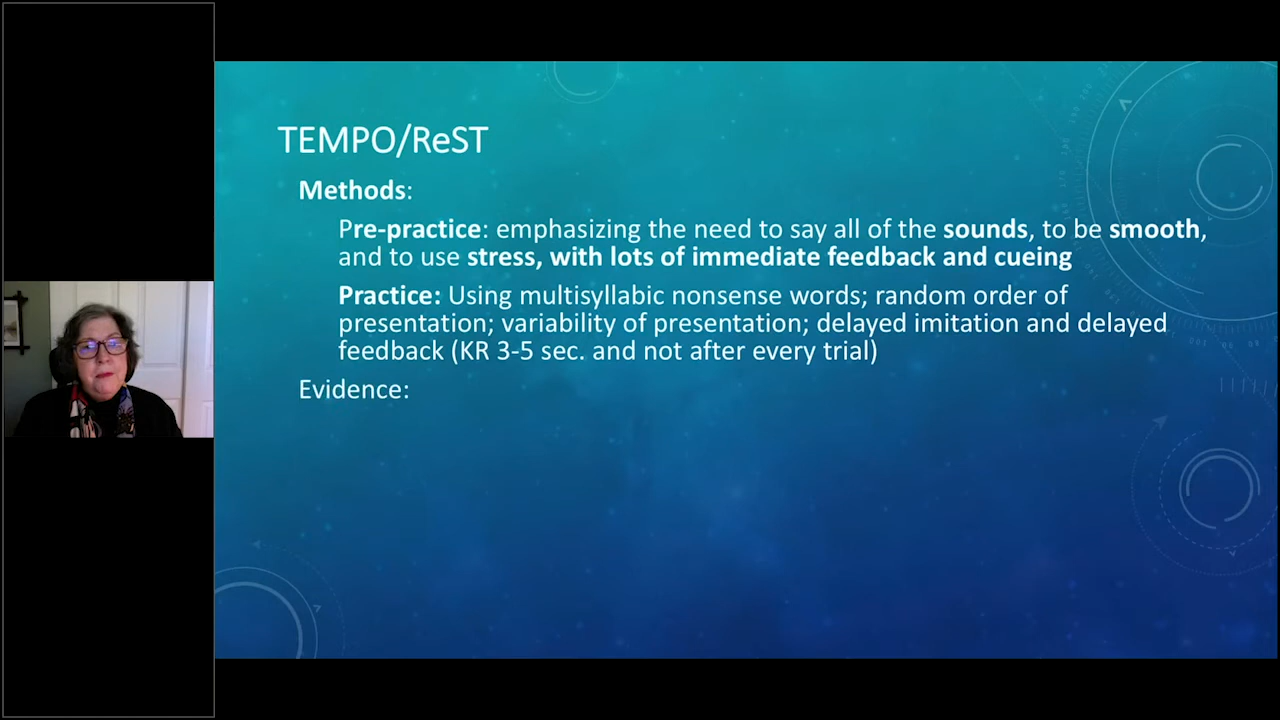 TEMPO/ReST
Methods:
Pre-practice: emphasizing the need to say all of the sounds, to be smooth,
and to use stress, with lots of immediate feedback and cueing
Practice: Using multisyllabic nonsense words; random order of
presentation; variability of presentation; delayed imitation and delayed
feedback (KR 3-5 sec. and not after every trial)
Evidence: